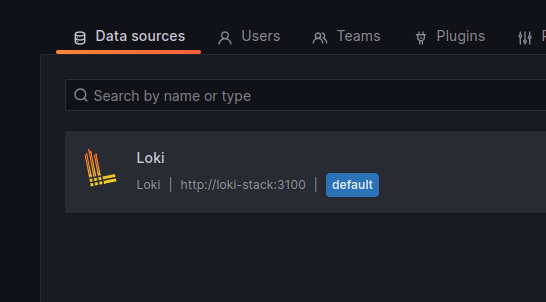 Data sources Users Teams Plugins
Search by name or type
Loki
Loki | http://loki-stack:3100 | default